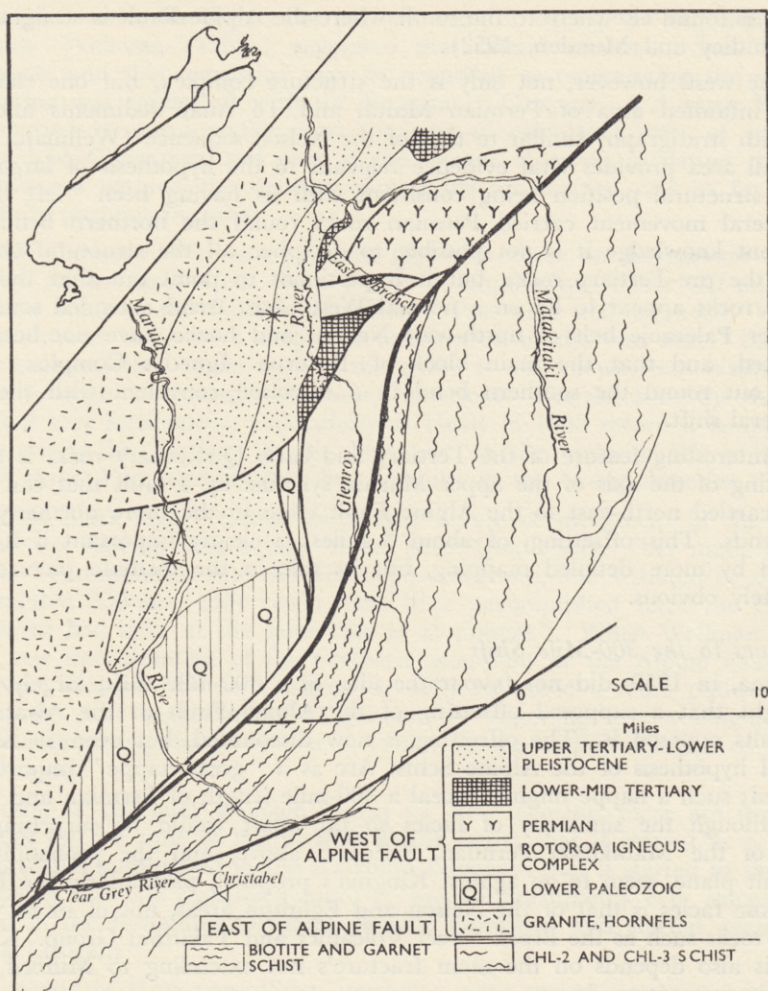 Maruia
River
East Branch
Matakitaki
River
Glenroy
Q
Q
Q
Q
Rive
Clear Grey River
L. Christabel
SCALE
0 10
Miles
UPPER TERTIARY-LOWER
PLEISTOCENE
LOWER-MID TERTIARY
PERMIAN
WEST OF
ALPINE FAULT
ROTOROA IGNEOUS
COMPLEX
Q LOWER PALEOZOIC
GRANITE-HORNFELS
EAST OF ALPINE FAULT
BIOTITE AND GARNET
SCHIST
CHL-2 AND CHL-3 SCHIST